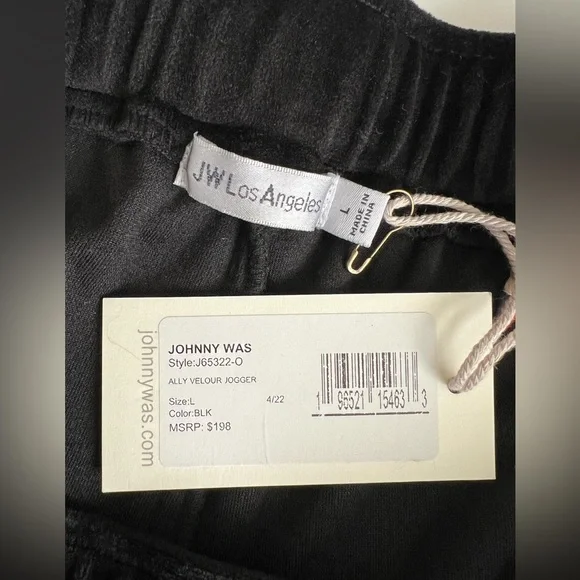 JW Los Angeles
L
MADE IN
CHINA
johnnywas.com
JOHNNY WAS
Style:J65322-O
ALLY VELOUR JOGGER
Size:L 4/22
Color:BLK
MSRP: $198
1 96521 15463 3